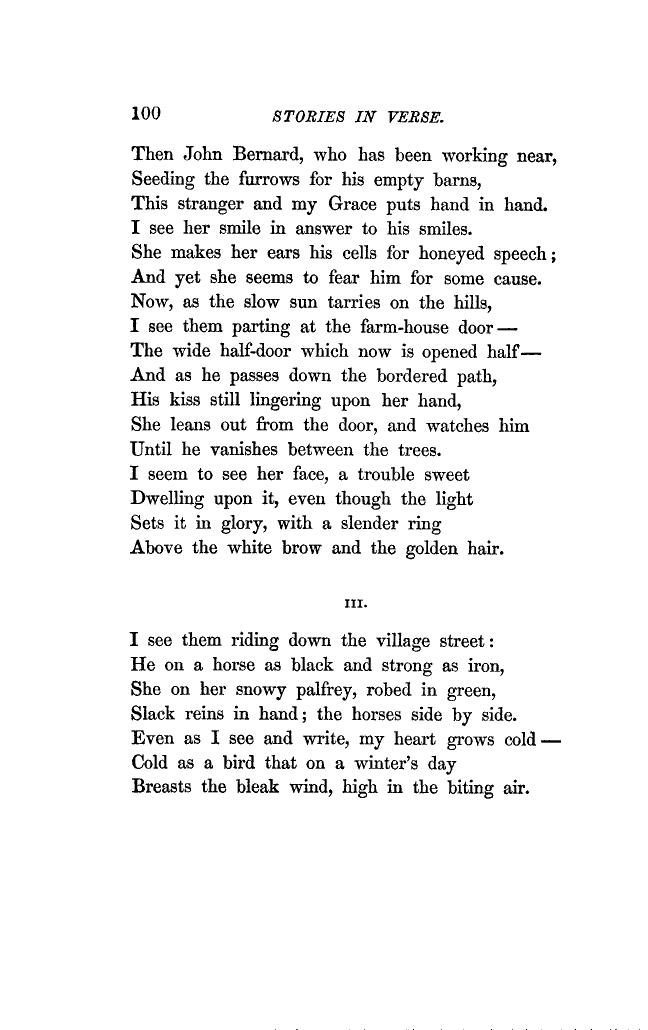 100 STORIES IN VERSE.
Then John Bernard, who has been working near,
Seeding the furrows for his empty barns,
This stranger and my Grace puts hand in hand.
I see her smile in answer to his smiles.
She makes her ears his cells for honeyed speech;
And yet she seems to fear him for some cause.
Now, as the slow sun tarries on the hills,
I see them parting at the farm-house door—
The wide half-door which now is opened half—
And as he passes down the bordered path,
His kiss still lingering upon her hand,
She leans out from the door, and watches him
Until he vanishes between the trees.
I seem to see her face, a trouble sweet
Dwelling upon it, even though the light
Sets it in glory, with a slender ring
Above the white brow and the golden hair.
III.
I see them riding down the village street:
He on a horse as black and strong as iron,
She on her snowy palfrey, robed in green,
Slack reins in hand; the horses side by side.
Even as I see and write, my heart grows cold—
Cold as a bird that on a winter's day
Breasts the bleak wind, high in the biting air.